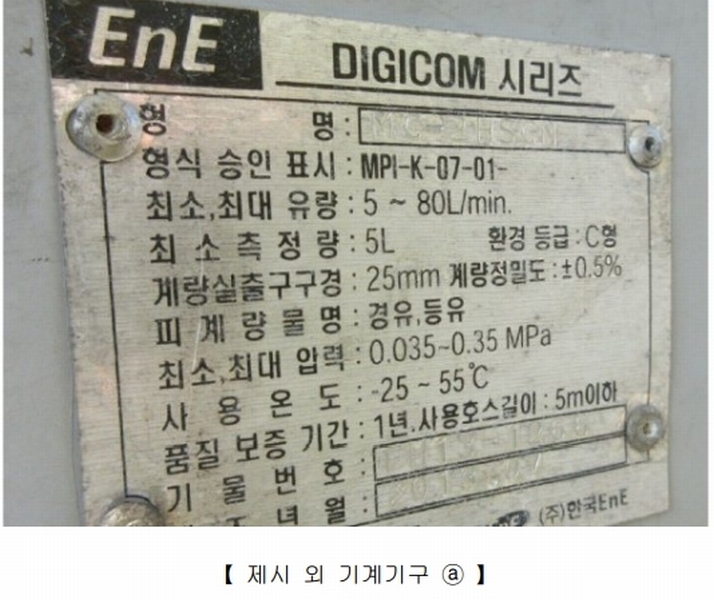 EnE DIGICOM 시리즈
형 명 :
형식 승인 표시 : MPI-K-07-01-
최소,최대 유량 : 5 ~ 80L/min.
최 소 측 정 량 : 5L 환경 등급 : C형
계량실출구구경 : 25mm 계량정밀도 : ±0.5%
피 계 량 물 명 : 경유,등유
최소,최대 압력 : 0.035~0.35 MPa
사 용 온 도 : -25 ~ 55℃
품질 보증 기간 : 1년. 사용호스길이 : 5m이하
기 물 번 호 :
년 월 :
(주)한국EnE
【 제시 외 기계기구 ⓐ 】